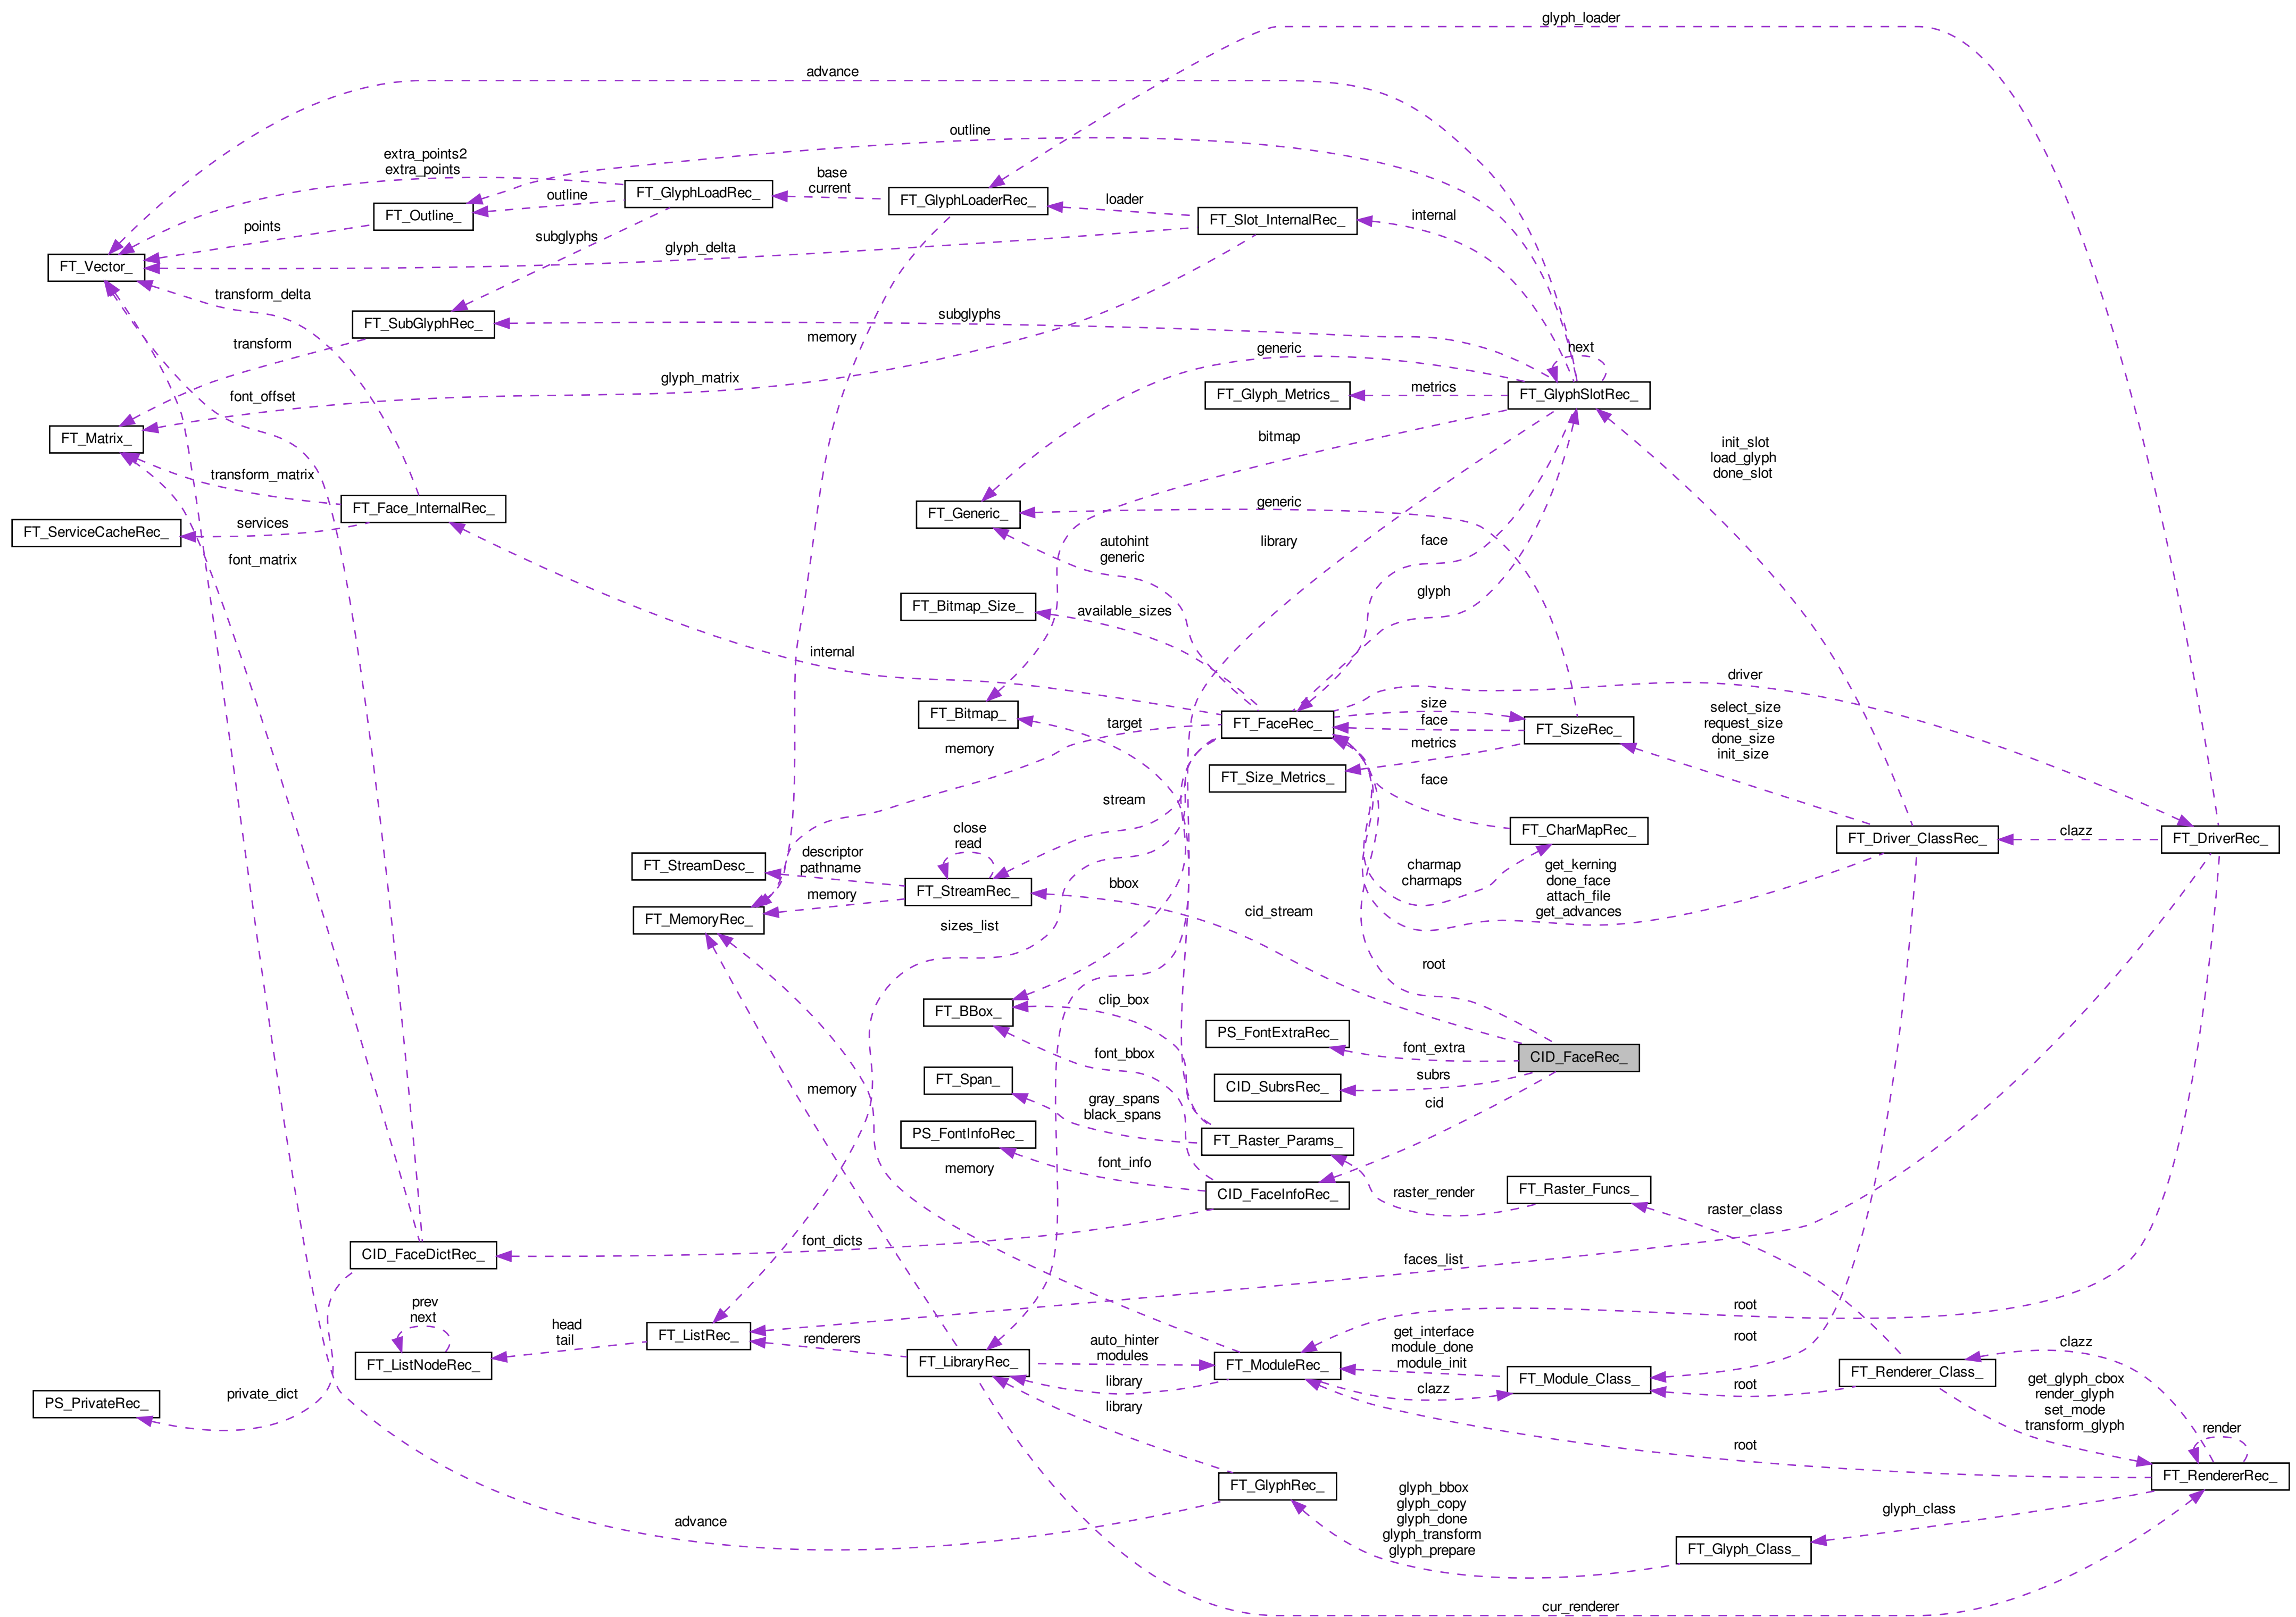 glyph_loader
advance
outline
extra_points2
extra_points
base
current
FT_GlyphLoadRec_
outline
FT_GlyphLoaderRec_
loader
FT_Outline_
FT_Slot_InternalRec_
internal
points
subglyphs
glyph_delta
FT_Vector_
transform_delta
FT_SubGlyphRec_
subglyphs
transform
memory
generic
next
glyph_matrix
metrics
FT_Glyph_Metrics_
FT_GlyphSlotRec_
font_offset
FT_Matrix_
bitmap
init_slot
load_glyph
done_slot
transform_matrix
FT_Face_InternalRec_
generic
FT_Generic_
FT_ServiceCacheRec_
services
autohint
generic
library
face
font_matrix
glyph
FT_Bitmap_Size_
available_sizes
internal
driver
FT_Bitmap_
target
memory
FT_FaceRec_
size
face
metrics
FT_SizeRec_
select_size
request_size
done_size
init_size
FT_Size_Metrics_
face
stream
close
read
FT_CharMapRec_
FT_Driver_ClassRec_
clazz
FT_DriverRec_
FT_StreamDesc_
descriptor
pathname
FT_StreamRec_
memory
charmap
charmaps
get_kerning
done_face
attach_file
get_advances
FT_MemoryRec_
bbox
sizes_list
cid_stream
root
FT_BBox_
clip_box
PS_FontExtraRec_
font_extra
CID_FaceRec_
font_bbox
FT_Span_
CID_SubrsRec_
subrs
memory
gray_spans
black_spans
cid
PS_FontInfoRec_
FT_Raster_Params_
memory
font_info
CID_FaceInfoRec_
raster_render
FT_Raster_Funcs_
raster_class
CID_FaceDictRec_
font_dicts
faces_list
prev
next
head
tail
FT_ListRec_
renderers
root
FT_ListNodeRec_
FT_LibraryRec_
auto_hinter
modules
FT_ModuleRec_
get_interface
module_done
module_init
root
clazz
FT_Module_Class_
FT_Renderer_Class_
library
clazz
root
PS_PrivateRec_
private_dict
library
get_glyph_cbox
render_glyph
set_mode
transform_glyph
render
root
FT_RendererRec_
FT_GlyphRec_
glyph_bbox
glyph_copy
glyph_done
glyph_transform
glyph_prepare
glyph_class
advance
FT_Glyph_Class_
cur_renderer